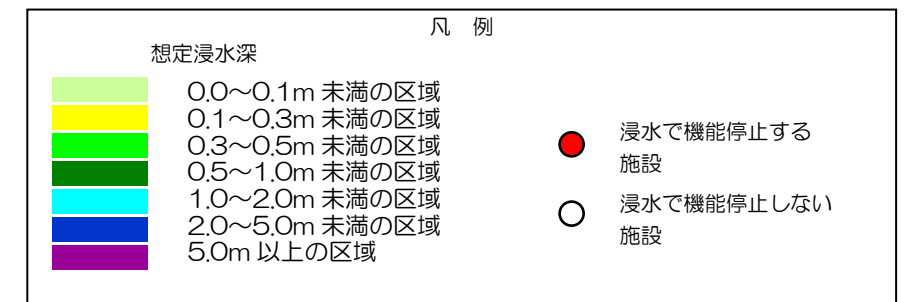 凡 例
想定浸水深
0.0～0.1m 未満の区域
0.1～0.3m 未満の区域
0.3～0.5m 未満の区域
0.5～1.0m 未満の区域
1.0～2.0m 未満の区域
2.0～5.0m 未満の区域
5.0m 以上の区域
浸水で機能停止する
施設
浸水で機能停止しない
施設